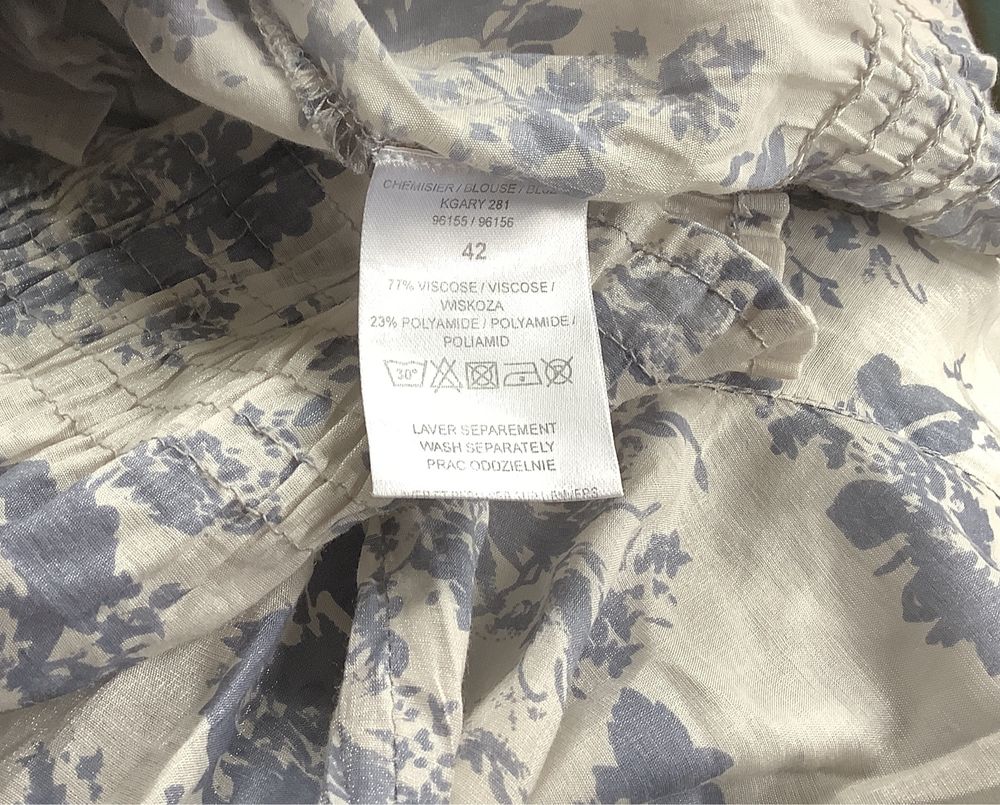 CHEMISIER / BLOUSE /
KGARY 281
96155 / 96156
42
77% VISCOSE / VISCOSE /
WISKOZA
23% POLYAMIDE / POLYAMIDE /
POLIAMID
30°
LAVER SEPAREMENT
WASH SEPARATELY
PRAC ODDZIELNIE